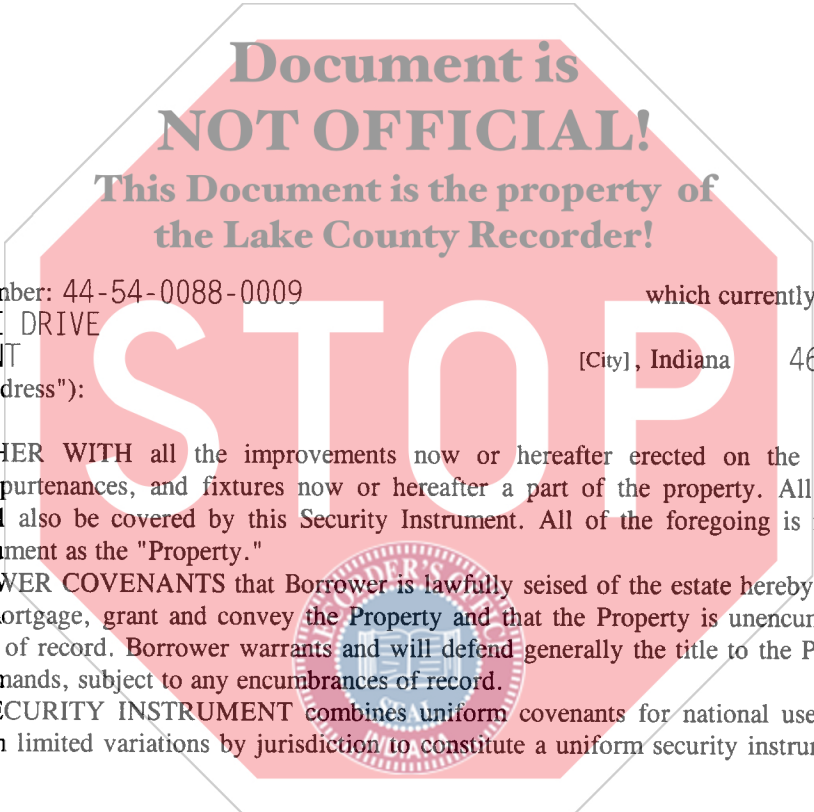 Document is
NOT OFFICIAL!
This Document is the property of
the Lake County Recorder!
nber: 44-54-0088-0009 which currently
DRIVE
[City], Indiana 46
dress"):
STOP
HER WITH all the improvements now or hereafter erected on the
purtenances, and fixtures now or hereafter a part of the property. All
also be covered by this Security Instrument. All of the foregoing is
ment as the "Property."
WER COVENANTS that Borrower is lawfully seised of the estate hereby
ortgage, grant and convey the Property and that the Property is unencum
of record. Borrower warrants and will defend generally the title to the P
mands, subject to any encumbrances of record.
ECURITY INSTRUMENT combines uniform covenants for national use
limited variations by jurisdiction to constitute a uniform security instrum
SEAL
INDIANA